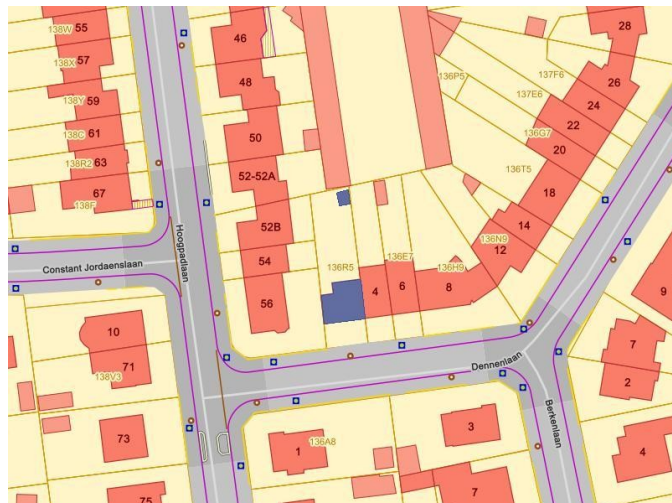 55
138W
57
138X
59
138Y
61
138C
63
138R2
67
138F
46
48
50
52-52A
52B
54
56
28
26
24
22
20
18
14
12
137F6
136P5
137E6
136G7
136T5
136N9
136R5
136E7
136H9
4
6
8
9
Hoogpadlaan
Constant Jordaenslaan
10
71
138V3
73
75
Dennenlaan
Berkenlaan
7
2
4
1
136A8
3
7